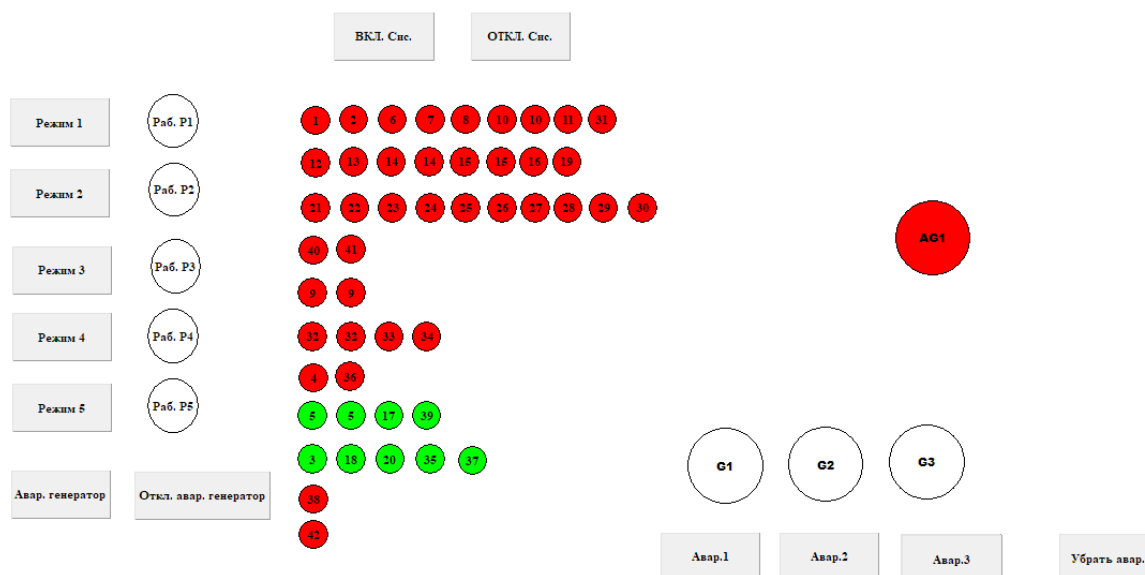 ВКЛ. Сис. ОТКЛ. Сис.
Режим 1 Раб. Р1 1 2 6 7 8 10 10 11 31
12 13 14 14 15 15 16 19
Режим 2 Раб. Р2
21 22 23 24 25 26 27 28 29 30
AG1
Режим 3 Раб. Р3 40 41
9 9
Режим 4 Раб. Р4 32 32 33 34
4 36
Режим 5 Раб. Р5 5 5 17 39
3 18 20 35 37 G1 G2 G3
Авар. генератор Откл. авар. генератор 38
42
Авар.1 Авар.2 Авар.3 Убрать авар.